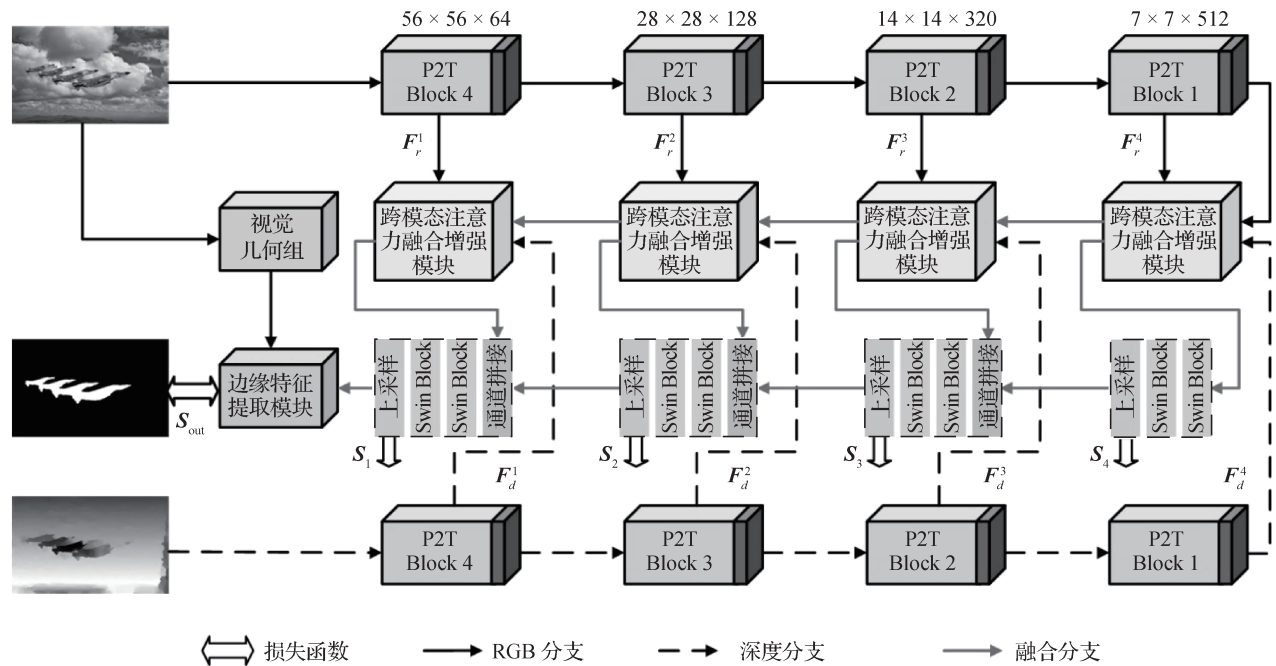 56 × 56 × 64
28 × 28 × 128
14 × 14 × 320
7 × 7 × 512
P2T
Block 4
P2T
Block 3
P2T
Block 2
P2T
Block 1
F_r^1
F_r^2
F_r^3
F_r^4
视觉
几何组
跨模态注意
力融合增强
模块
跨模态注意
力融合增强
模块
跨模态注意
力融合增强
模块
跨模态注意
力融合增强
模块
边缘特征
提取模块
S_out
上采样
Swin Block
Swin Block
通道拼接
上采样
Swin Block
Swin Block
通道拼接
上采样
Swin Block
Swin Block
通道拼接
上采样
Swin Block
Swin Block
S_1
S_2
S_3
S_4
F_d^1
F_d^2
F_d^3
F_d^4
P2T
Block 4
P2T
Block 3
P2T
Block 2
P2T
Block 1
损失函数
RGB 分支
深度分支
融合分支